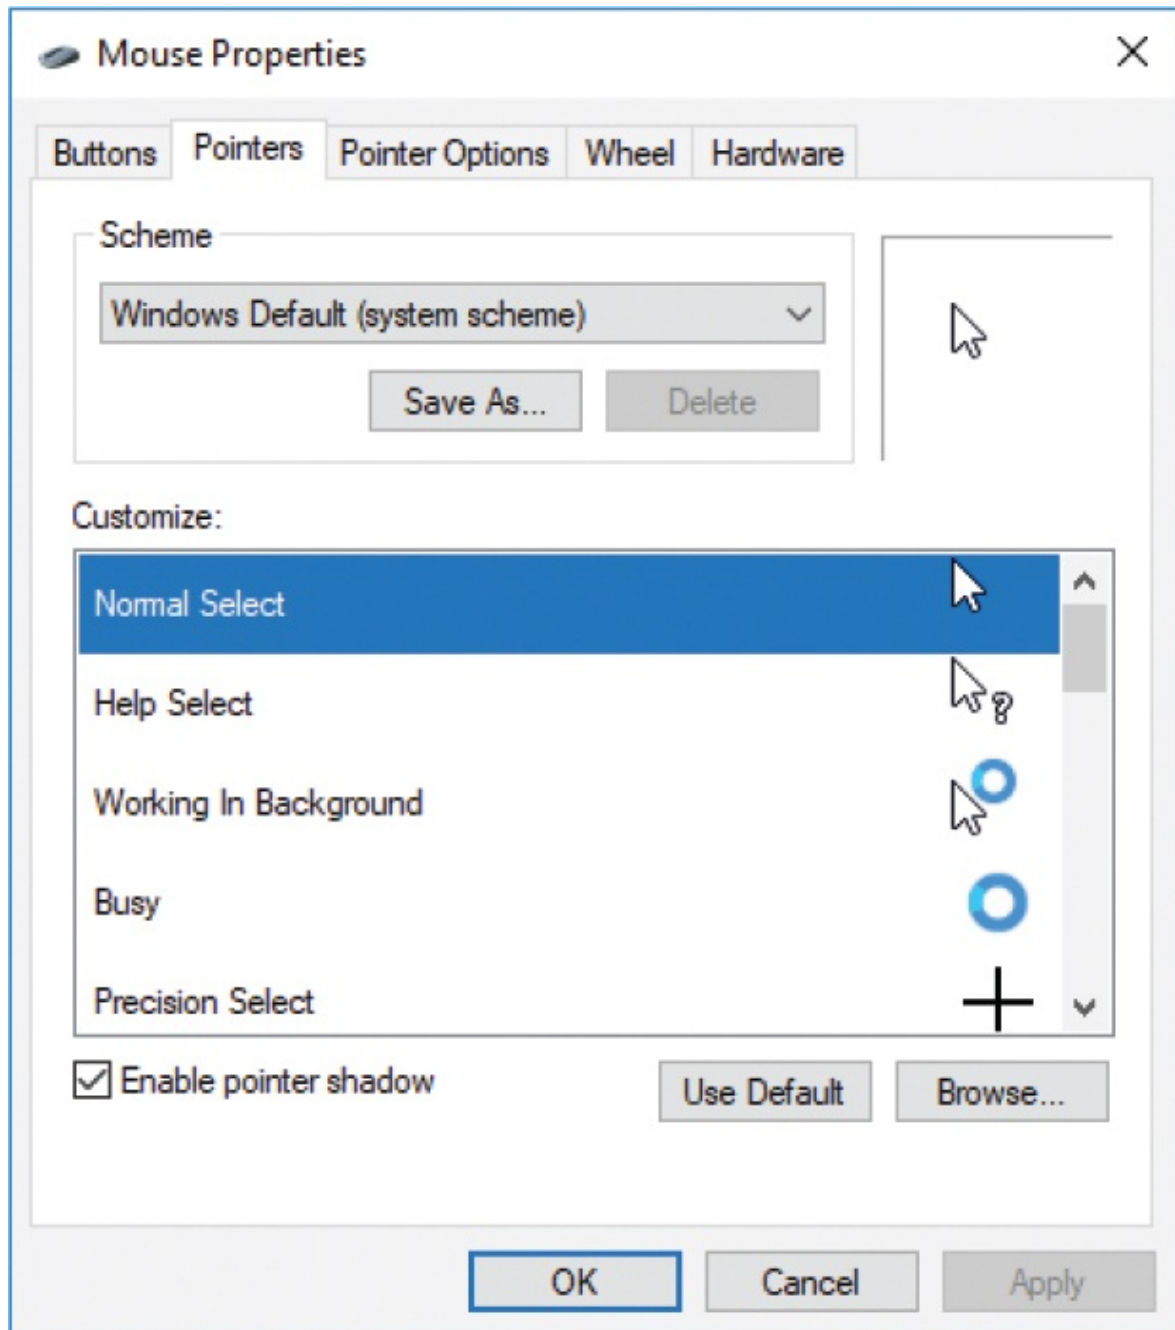 Mouse Properties
Buttons Pointers Pointer Options Wheel Hardware
Scheme
Windows Default (system scheme)
Save As... Delete
Customize:
Normal Select
Help Select
Working In Background
Busy
Precision Select
Enable pointer shadow
Use Default Browse...
OK Cancel Apply